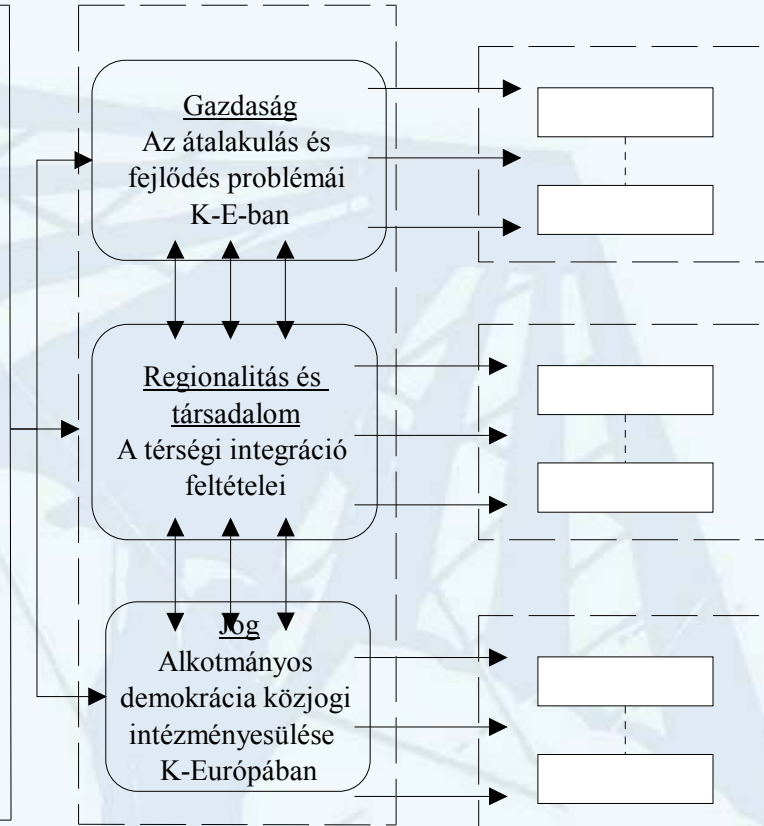 Gazdaság
Az átalakulás és
fejlődés problémái
K-E-ban
Regionalitás és
társadalom
A térségi integráció
feltételei
Jog
Alkotmányos
demokrácia közjogi
intézményesülése
K-Európában